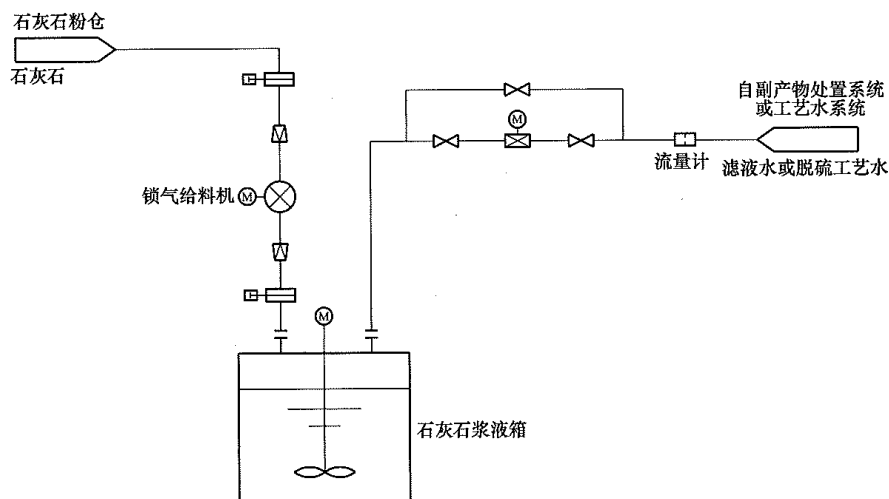 石灰石粉仓
石灰石
自副产物处置系统
或工艺水系统
M
流量计
滤液水或脱硫工艺水
锁气给料机
M
M
石灰石浆液箱